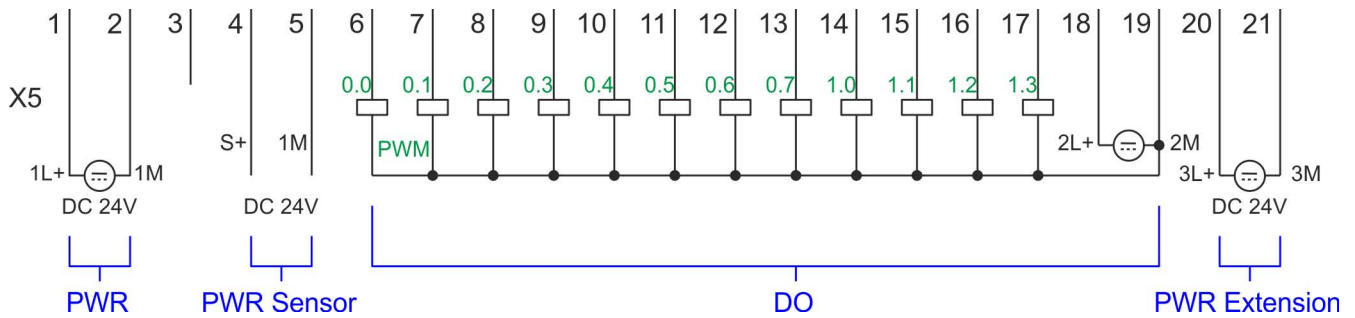 1 2 3 4 5 6 7 8 9 10 11 12 13 14 15 16 17 18 19 20 21
0.0 0.1 0.2 0.3 0.4 0.5 0.6 0.7 1.0 1.1 1.2 1.3
X5
S+ 1M PWM 2L+ 2M
1L+ 1M 3L+ 3M
DC 24V DC 24V DC 24V
PWR PWR Sensor DO PWR Extension